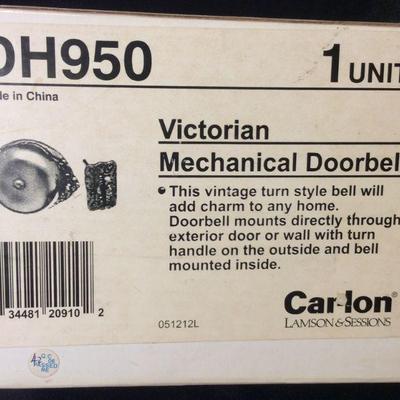 DH950
1 UNIT
de in China
Victorian
Mechanical Doorbell
• This vintage turn style bell will
add charm to any home.
Doorbell mounts directly through
exterior door or wall with turn
handle on the outside and bell
mounted inside.
34481 20910 2
051212L
Carlon®
LAMSON & SESSIONS
Q.C.